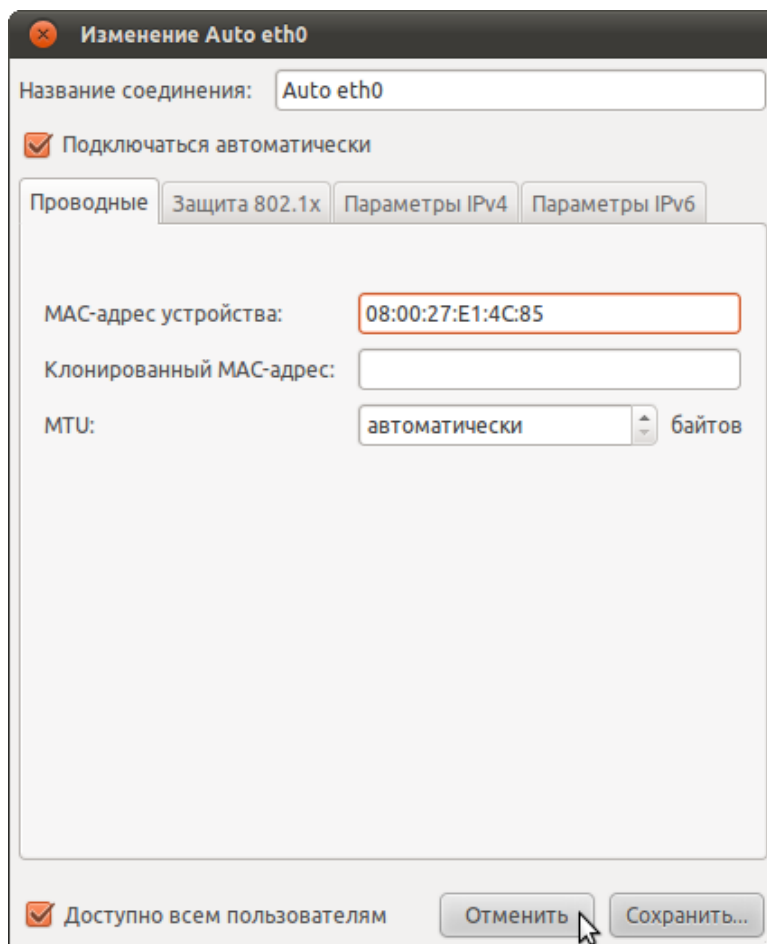 Изменение Auto eth0
Название соединения: Auto eth0
Подключаться автоматически
Проводные Защита 802.1x Параметры IPv4 Параметры IPv6
MAC-адрес устройства: 08:00:27:E1:4C:85
Клонированный MAC-адрес:
MTU: автоматически байтов
Доступно всем пользователям Отменить Сохранить...